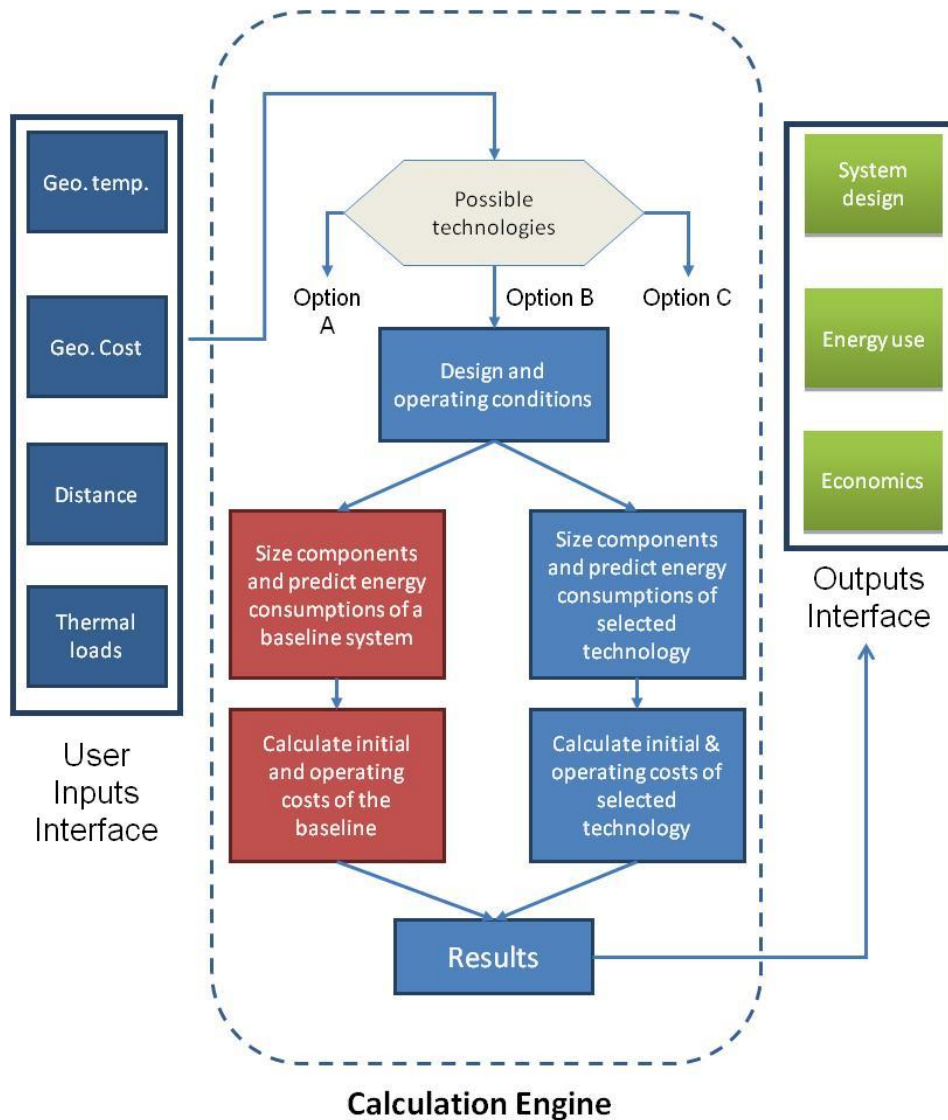 Geo. temp.
Geo. Cost
Distance
Thermal
loads
User
Inputs
Interface
Possible
technologies
Option
A
Option B
Option C
Design and
operating conditions
Size components
and predict energy
consumptions of a
baseline system
Size components
and predict energy
consumptions of
selected
technology
Calculate initial
and operating
costs of the
baseline
Calculate initial &
operating costs of
selected
technology
Results
System
design
Energy use
Economics
Outputs
Interface
Calculation Engine